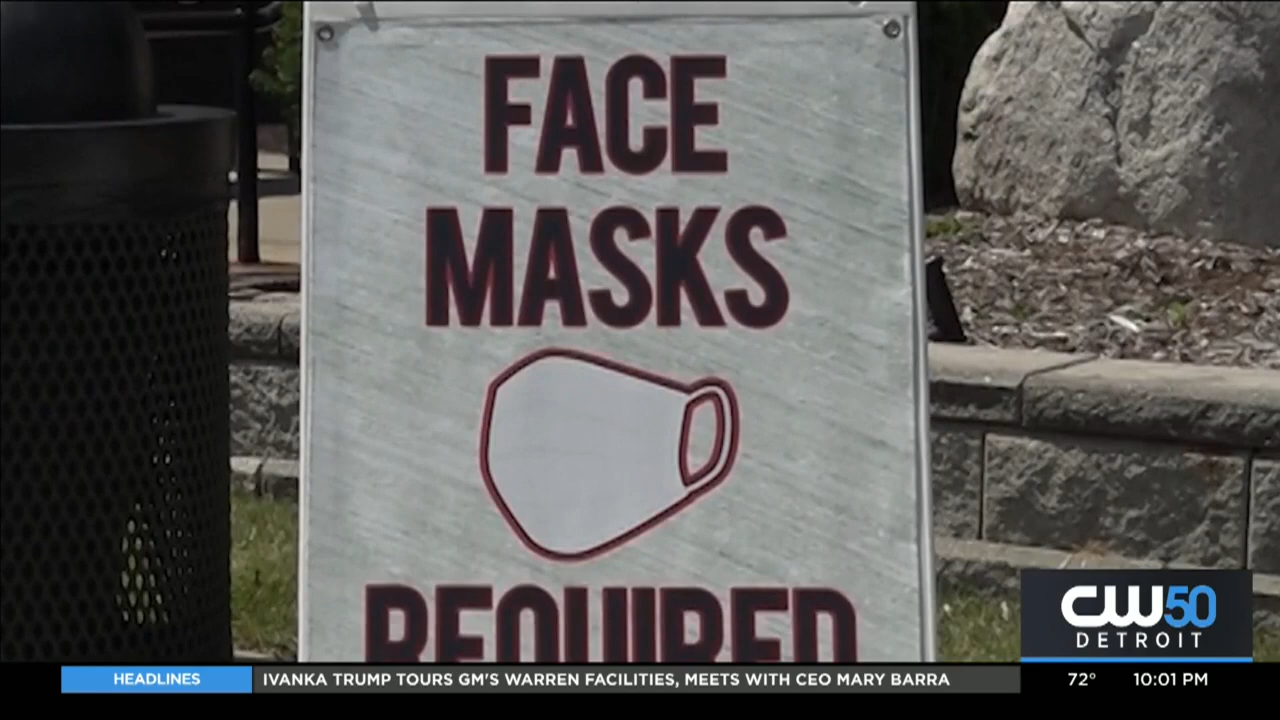 FACE
MASKS
REQUIRED
CW50
DETROIT
HEADLINES
IVANKA TRUMP TOURS GM'S WARREN FACILITIES, MEETS WITH CEO MARY BARRA
72° 10:01 PM